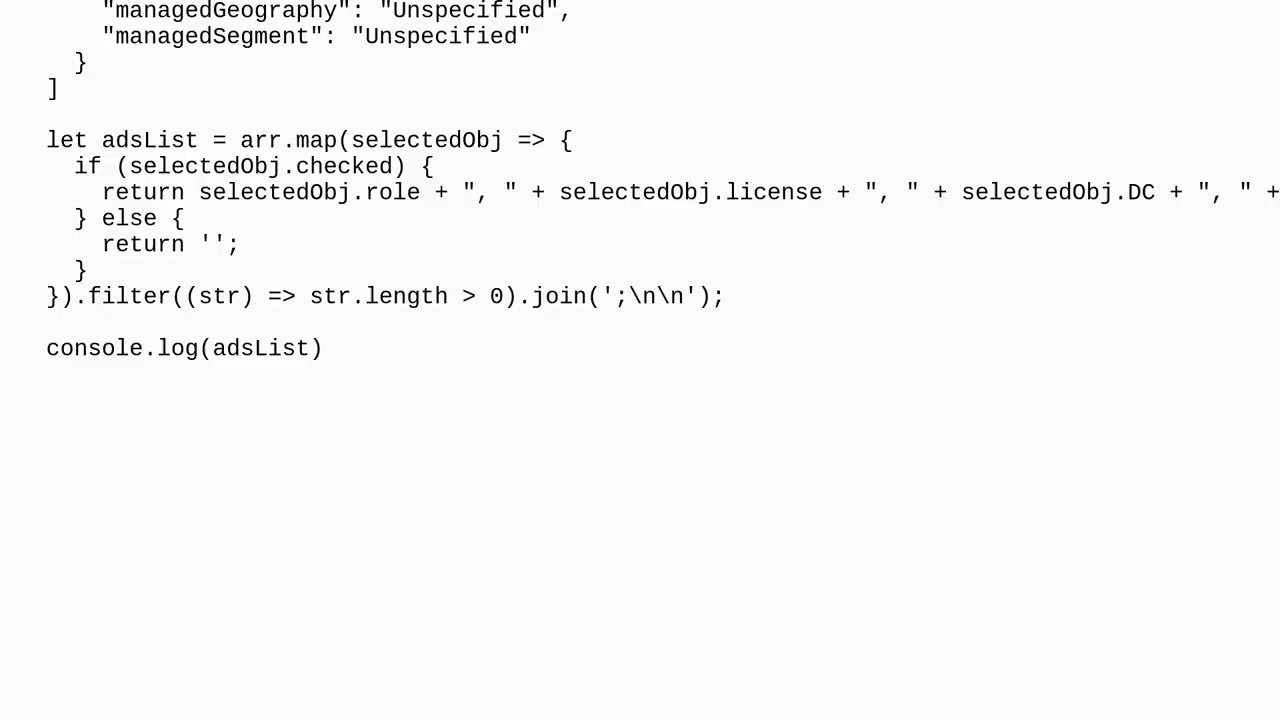 "managedGeography": "Unspecified",
"managedSegment": "Unspecified"
}
]
let adsList = arr.map(selectedObj => {
if (selectedObj.checked) {
return selectedObj.role + ", " + selectedObj.license + ", " + selectedObj.DC + ", " +
} else {
return '';
}
}).filter((str) => str.length > 0).join(';\n\n');
console.log(adsList)